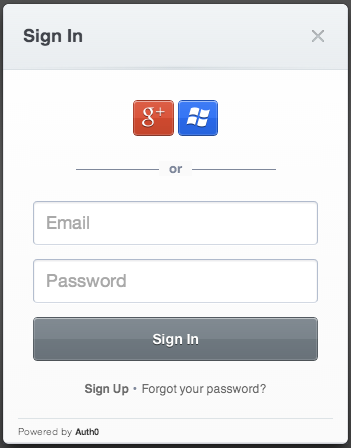 Sign In
g+
or
Email
Password
Sign In
Sign Up • Forgot your password?
Powered by Auth0